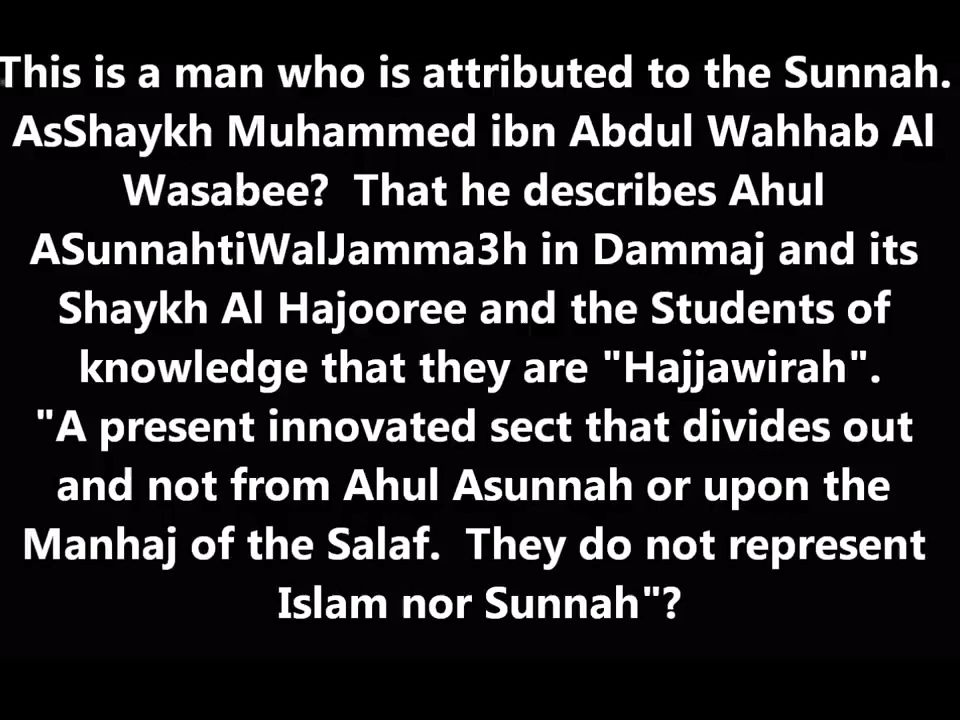 This is a man who is attributed to the Sunnah.
AsShaykh Muhammed ibn Abdul Wahhab Al
Wasabee?  That he describes Ahul
ASunnahtiWalJamma3h in Dammaj and its
Shaykh Al Hajooree and the Students of
knowledge that they are "Hajjawirah".
"A present innovated sect that divides out
and not from Ahul Asunnah or upon the
Manhaj of the Salaf.  They do not represent
Islam nor Sunnah"?